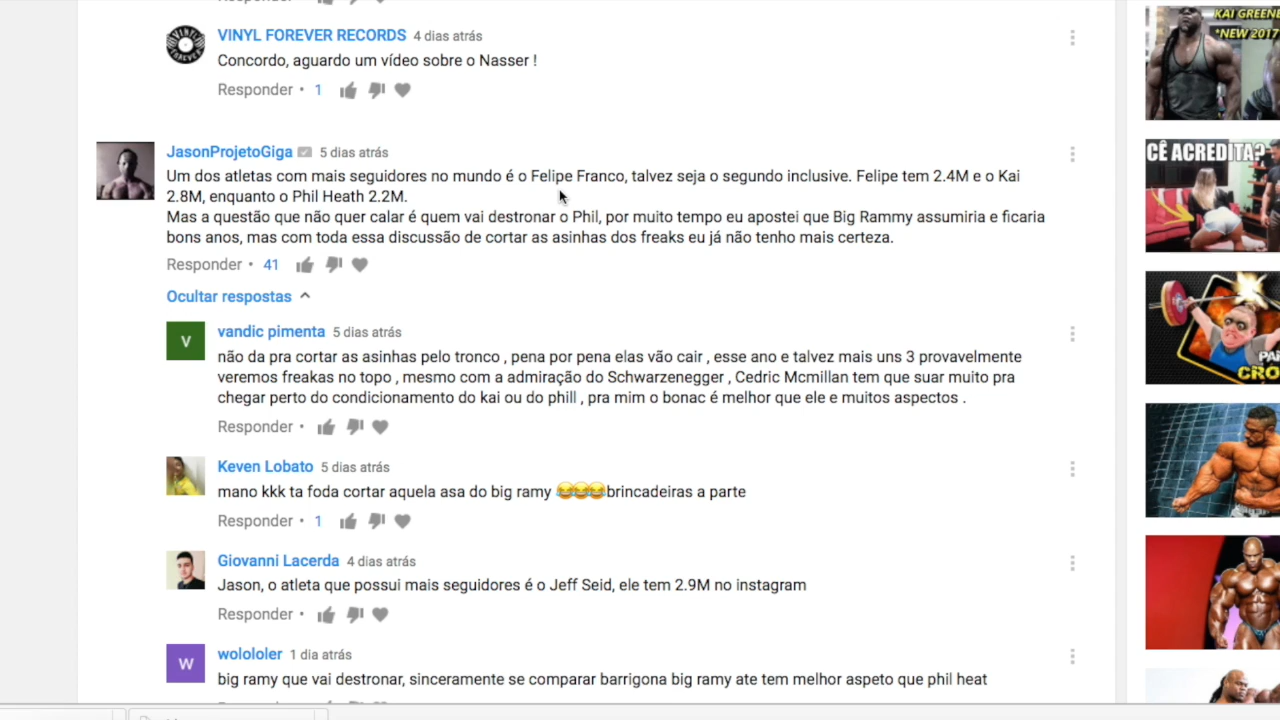 VINYL FOREVER RECORDS 4 dias atrás
Concordo, aguardo um vídeo sobre o Nasser !
Responder • 1
JasonProjetoGiga 5 dias atrás
Um dos atletas com mais seguidores no mundo é o Felipe Franco, talvez seja o segundo inclusive. Felipe tem 2.4M e o Kai
2.8M, enquanto o Phil Heath 2.2M.
Mas a questão que não quer calar é quem vai destronar o Phil, por muito tempo eu apostei que Big Rammy assumiria e ficaria
bons anos, mas com toda essa discussão de cortar as asinhas dos freaks eu já não tenho mais certeza.
Responder • 41
Ocultar respostas
V
vandic pimenta 5 dias atrás
não da pra cortar as asinhas pelo tronco , pena por pena elas vão cair , esse ano e talvez mais uns 3 provavelmente
veremos freakas no topo , mesmo com a admiração do Schwarzenegger , Cedric Mcmillan tem que suar muito pra
chegar perto do condicionamento do kai ou do phill , pra mim o bonac é melhor que ele e muitos aspectos .
Responder •
Keven Lobato 5 dias atrás
mano kkk ta foda cortar aquela asa do big ramy 😂😂😂brincadeiras a parte
Responder • 1
Giovanni Lacerda 4 dias atrás
Jason, o atleta que possui mais seguidores é o Jeff Seid, ele tem 2.9M no instagram
Responder •
W
wolololer 1 dia atrás
big ramy que vai destronar, sinceramente se comparar barrigona big ramy ate tem melhor aspeto que phil heat
KAI GREENE
*NEW 2017
CÊ ACREDITA?
CRO